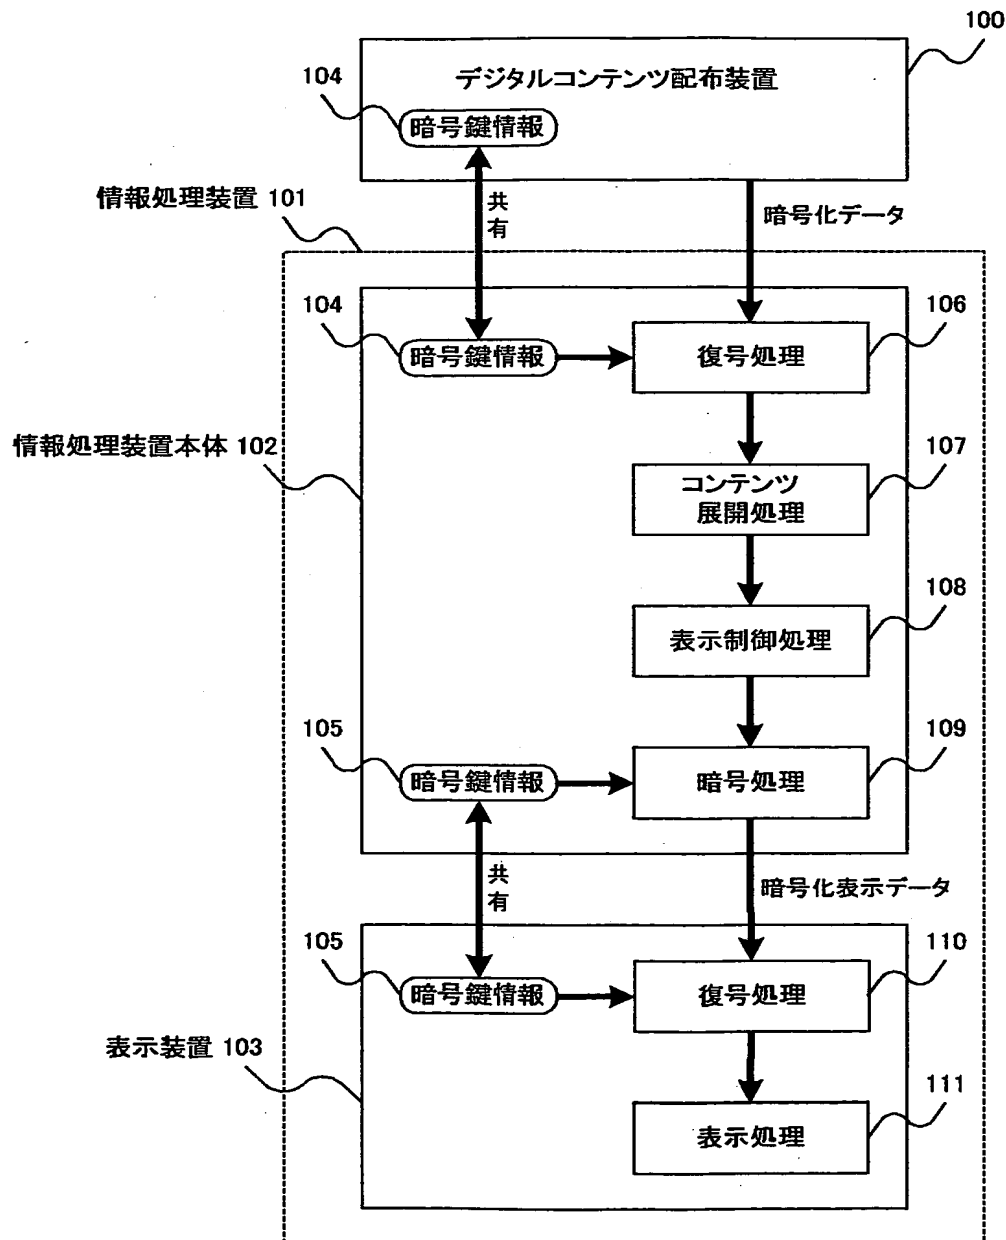 100
デジタルコンテンツ配布装置
104
暗号鍵情報
情報処理装置 101
共有
暗号化データ
104
暗号鍵情報
復号処理
106
情報処理装置本体 102
コンテンツ
展開処理
107
表示制御処理
108
105
暗号鍵情報
暗号処理
109
共有
暗号化表示データ
105
暗号鍵情報
復号処理
110
表示装置 103
表示処理
111